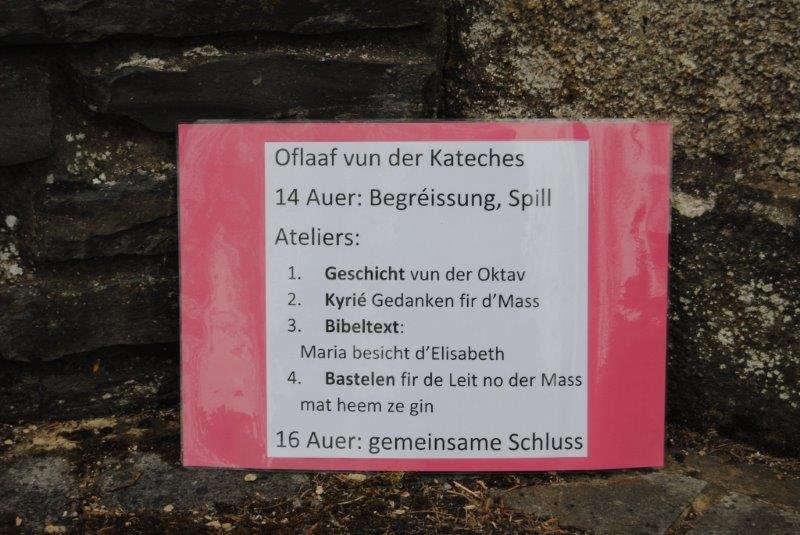 Oflaaf vun der Kateches
14 Auer: Begréissung, Spill
Ateliers:
1. Geschicht vun der Oktav
2. Kyrié Gedanken fir d’Mass
3. Bibeltext:
Maria besicht d’Elisabeth
4. Bastelen fir de Leit no der Mass
mat heem ze gin
16 Auer: gemeinsame Schluss